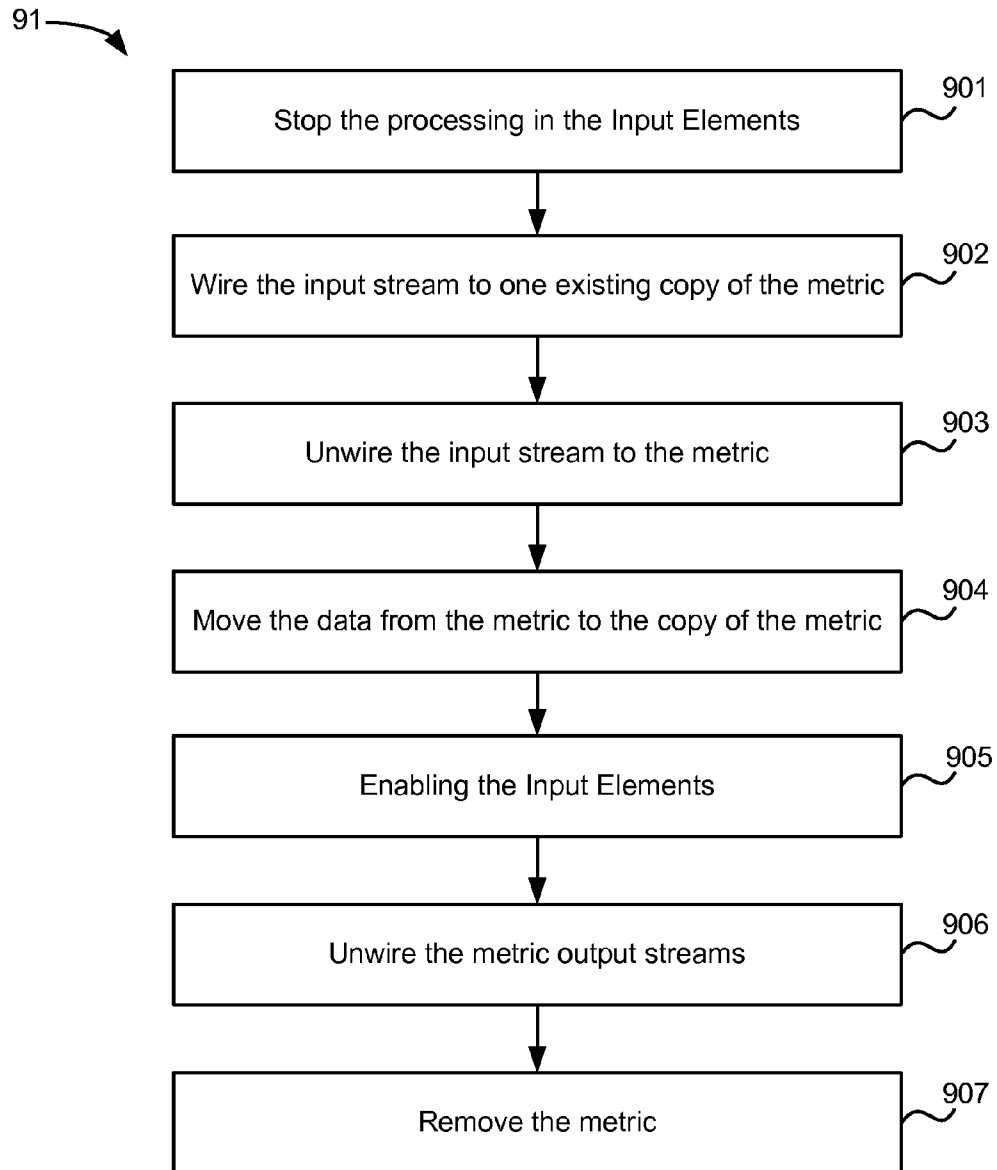 91
Stop the processing in the Input Elements
901
Wire the input stream to one existing copy of the metric
902
Unwire the input stream to the metric
903
Move the data from the metric to the copy of the metric
904
Enabling the Input Elements
905
Unwire the metric output streams
906
Remove the metric
907